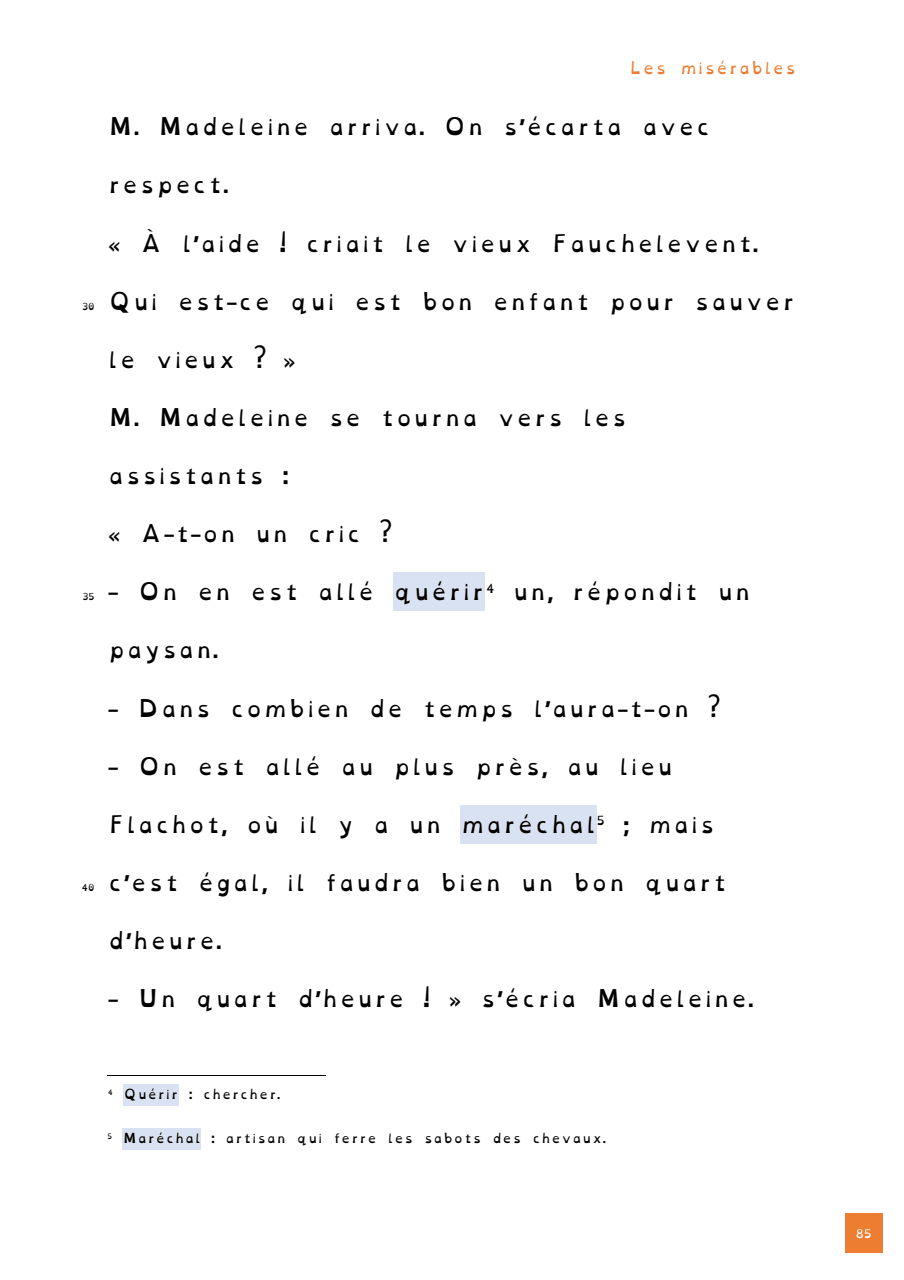 Les misérables
M. Madeleine arriva. On s'écarta avec
respect.
« À l'aide ! criait le vieux Fauchelevent.
30 Qui est-ce qui est bon enfant pour sauver
le vieux ? »
M. Madeleine se tourna vers les
assistants :
« A-t-on un cric ?
35 – On en est allé quérir⁴ un, répondit un
paysan.
– Dans combien de temps l'aura-t-on ?
– On est allé au plus près, au lieu
Flachot, où il y a un maréchal⁵ ; mais
40 c'est égal, il faudra bien un bon quart
d'heure.
– Un quart d'heure ! » s'écria Madeleine.
⁴ Quérir : chercher.
⁵ Maréchal : artisan qui ferre les sabots des chevaux.
85